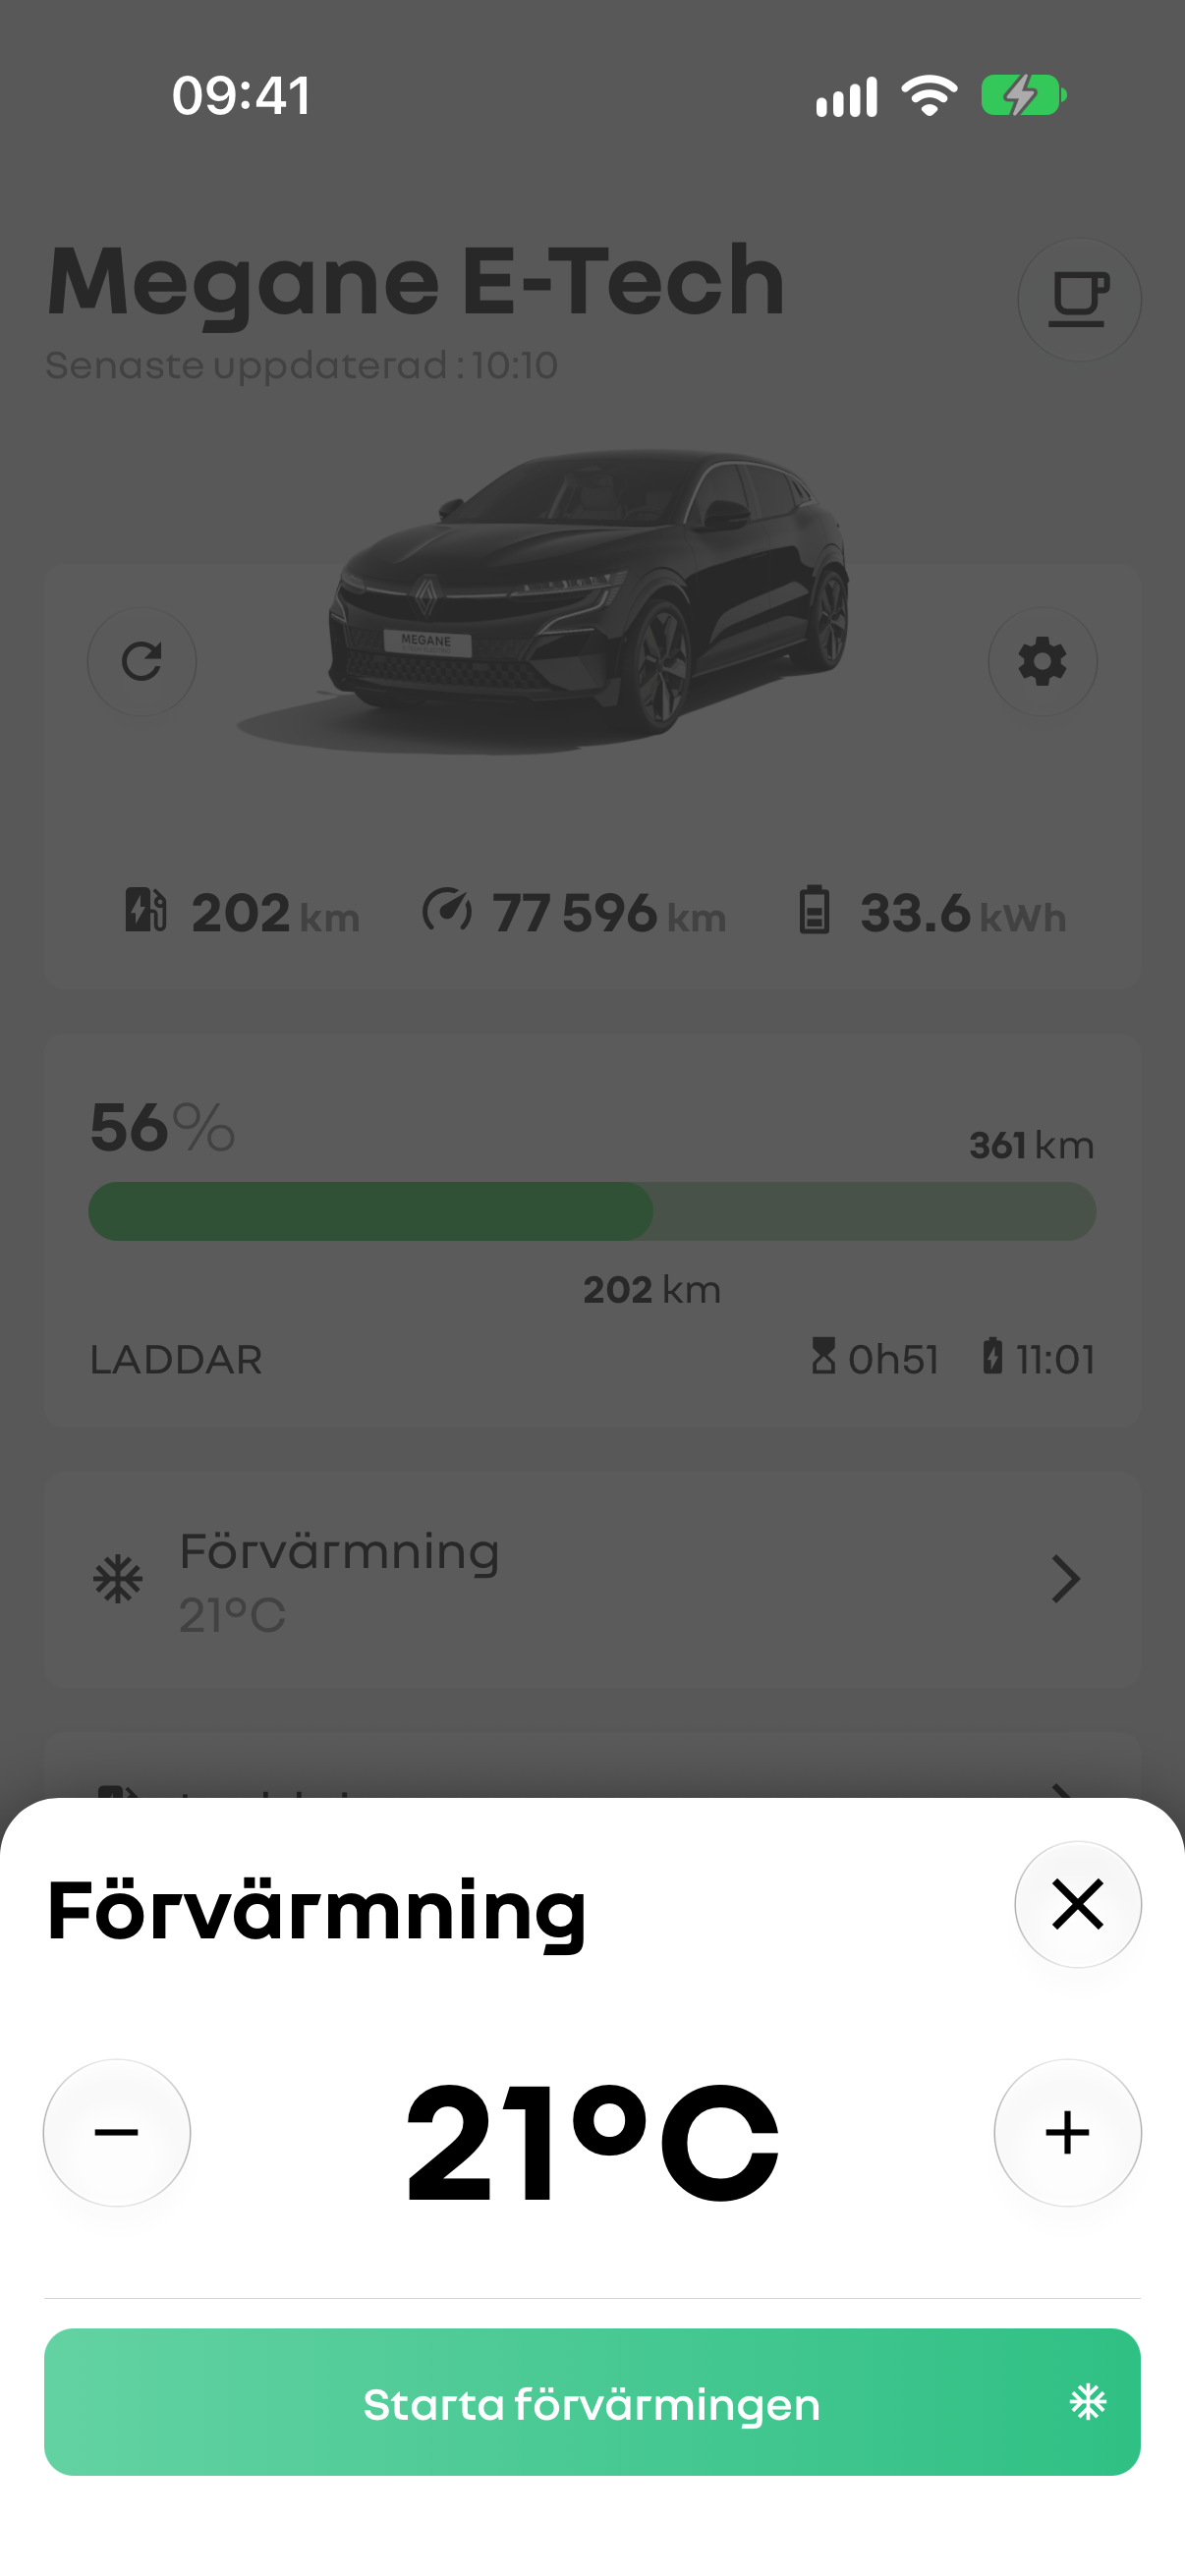 09:41
Megane E-Tech
Senaste uppdaterad : 10:10
MEGANE
202 km 77 596 km 33.6 kWh
56%
361 km
202 km
LADDAR 0h51 11:01
Förvärmning
21°C
Förvärmning
21°C
Starta förvärmingen